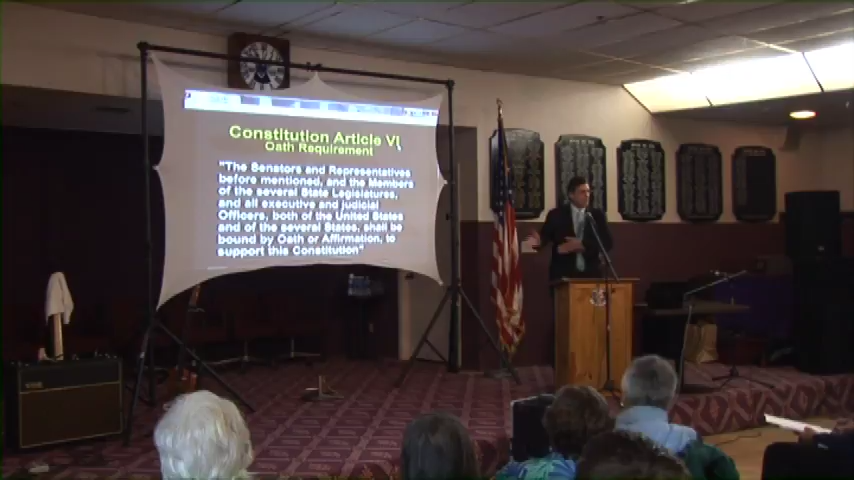 Constitution Article VI
Oath Requirement
"The Senators and Representatives
before mentioned, and the Members
of the several State Legislatures,
and all executive and judicial
Officers, both of the United States
and of the several States, shall be
bound by Oath or Affirmation, to
support this Constitution"